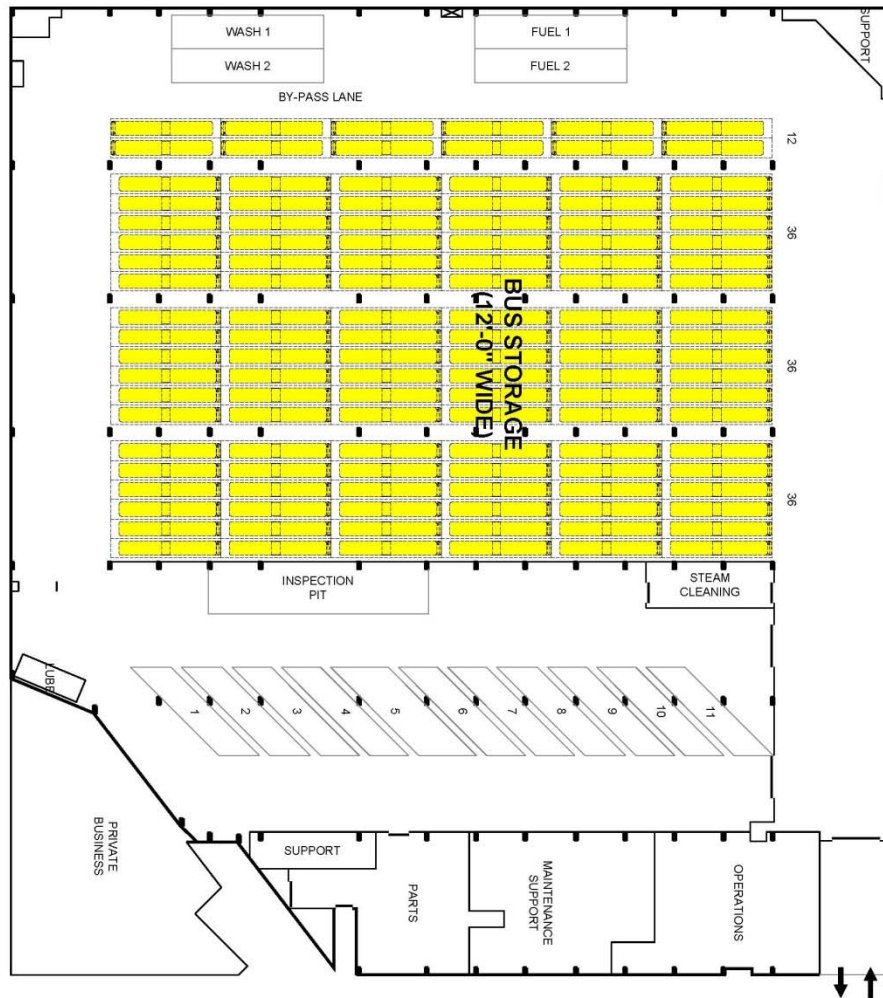 WASH 1
FUEL 1
SUPPORT
WASH 2
FUEL 2
BY-PASS LANE
12
36
BUS STORAGE
(12'-0" WIDE)
36
36
INSPECTION
PIT
STEAM
CLEANING
LUBE
1
2
3
4
5
6
7
8
9
10
11
PRIVATE
BUSINESS
SUPPORT
PARTS
MAINTENANCE
SUPPORT
OPERATIONS